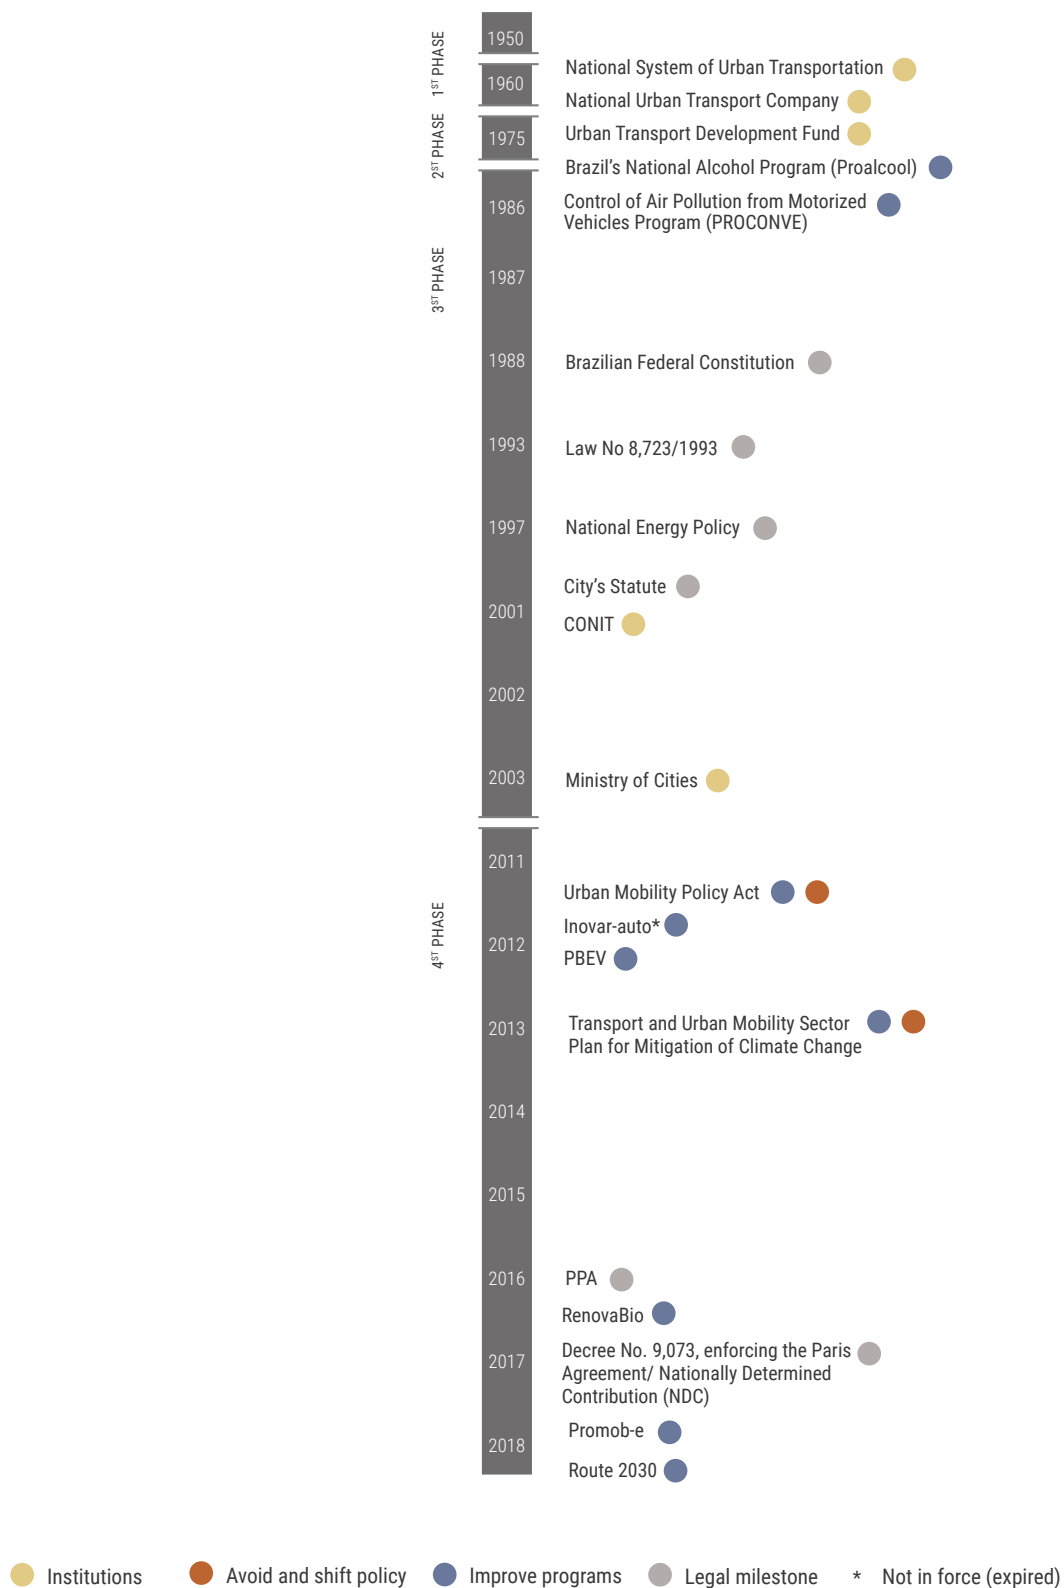 1ST PHASE
1950
1960
National System of Urban Transportation
National Urban Transport Company
2ST PHASE
1975
Urban Transport Development Fund
Brazil's National Alcohol Program (Proalcool)
1986
Control of Air Pollution from Motorized
Vehicles Program (PROCONVE)
3ST PHASE
1987
1988
Brazilian Federal Constitution
1993
Law No 8,723/1993
1997
National Energy Policy
City's Statute
2001
CONIT
2002
2003
Ministry of Cities
2011
Urban Mobility Policy Act
4ST PHASE
Inovar-auto*
2012
PBEV
2013
Transport and Urban Mobility Sector
Plan for Mitigation of Climate Change
2014
2015
2016
PPA
RenovaBio
2017
Decree No. 9,073, enforcing the Paris
Agreement/ Nationally Determined
Contribution (NDC)
Promob-e
2018
Route 2030
Institutions
Avoid and shift policy
Improve programs
Legal milestone
* Not in force (expired)